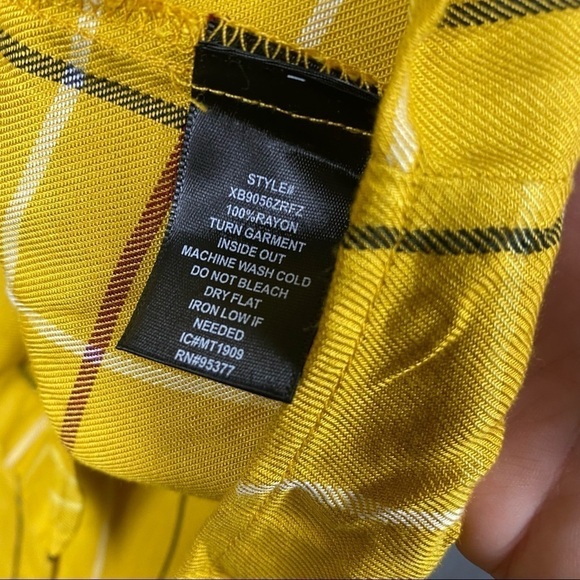 STYLE#
XB9056ZRFZ
100%RAYON
TURN GARMENT
INSIDE OUT
MACHINE WASH COLD
DO NOT BLEACH
DRY FLAT
IRON LOW IF
NEEDED
IC#MT1909
RN#95377